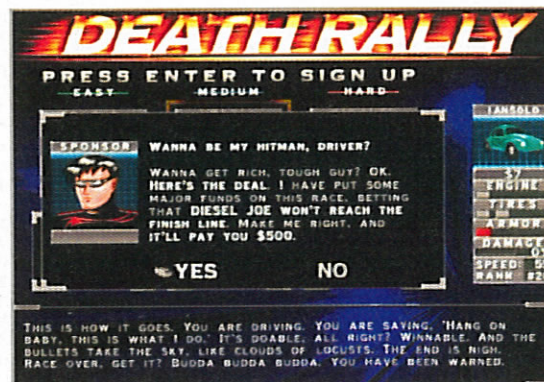 DEATH RALLY
PRESS ENTER TO SIGN UP
EASY MEDIUM HARD
SPONSOR
WANNA BE MY HITMAN, DRIVER?
WANNA GET RICH, TOUGH GUY? OK.
HERE'S THE DEAL. I HAVE PUT SOME
MAJOR FUNDS ON THIS RACE, BETTING
THAT DIESEL JOE WON'T REACH THE
FINISH LINE. MAKE ME RIGHT, AND
IT'LL PAY YOU $500.
YES NO
IANSOLO
$7
ENGINE
TIRES
ARMOR
DAMAGE
SPEED:
RANK
THIS IS HOW IT GOES. YOU ARE DRIVING. YOU ARE SAYING, 'HANG ON
BABY, THIS IS WHAT I DO.' IT'S DOABLE, ALL RIGHT? WINNABLE. AND THE
BULLETS TAKE THE SKY, LIKE CLOUDS OF LOCUSTS. THE END IS NIGH.
RACE OVER, GET IT? BUDDA BUDDA BUDDA. YOU HAVE BEEN WARNED.